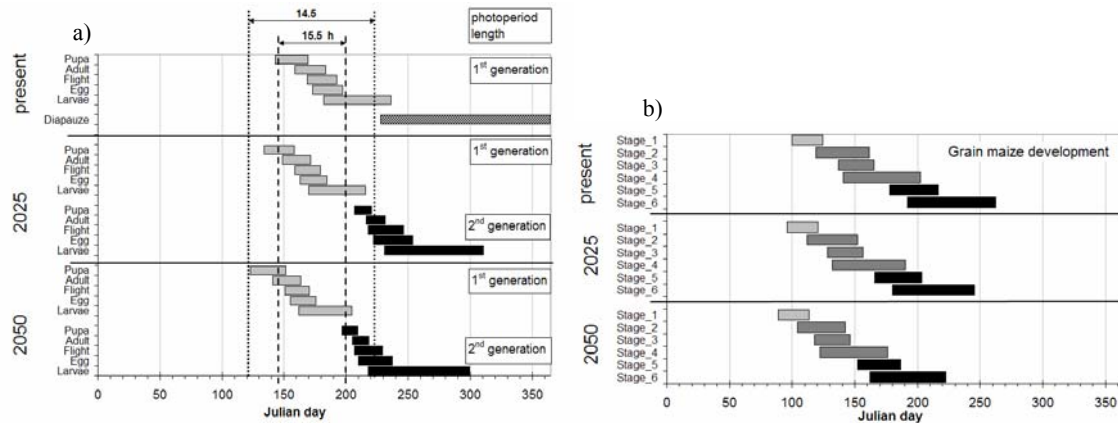 a)
14.5
photoperiod length
15.5 h
present
Pupa
Adult
Flight
Egg
Larvae
Diapauze
1st generation
2025
Pupa
Adult
Flight
Egg
Larvae
1st generation
Pupa
Adult
Flight
Egg
Larvae
2nd generation
2050
Pupa
Adult
Flight
Egg
Larvae
1st generation
Pupa
Adult
Flight
Egg
Larvae
2nd generation
0 50 100 150 200 250 300 350
Julian day
b)
Grain maize development
present
Stage_1
Stage_2
Stage_3
Stage_4
Stage_5
Stage_6
2025
Stage_1
Stage_2
Stage_3
Stage_4
Stage_5
Stage_6
2050
Stage_1
Stage_2
Stage_3
Stage_4
Stage_5
Stage_6
0 50 100 150 200 250 300 350
Julian day